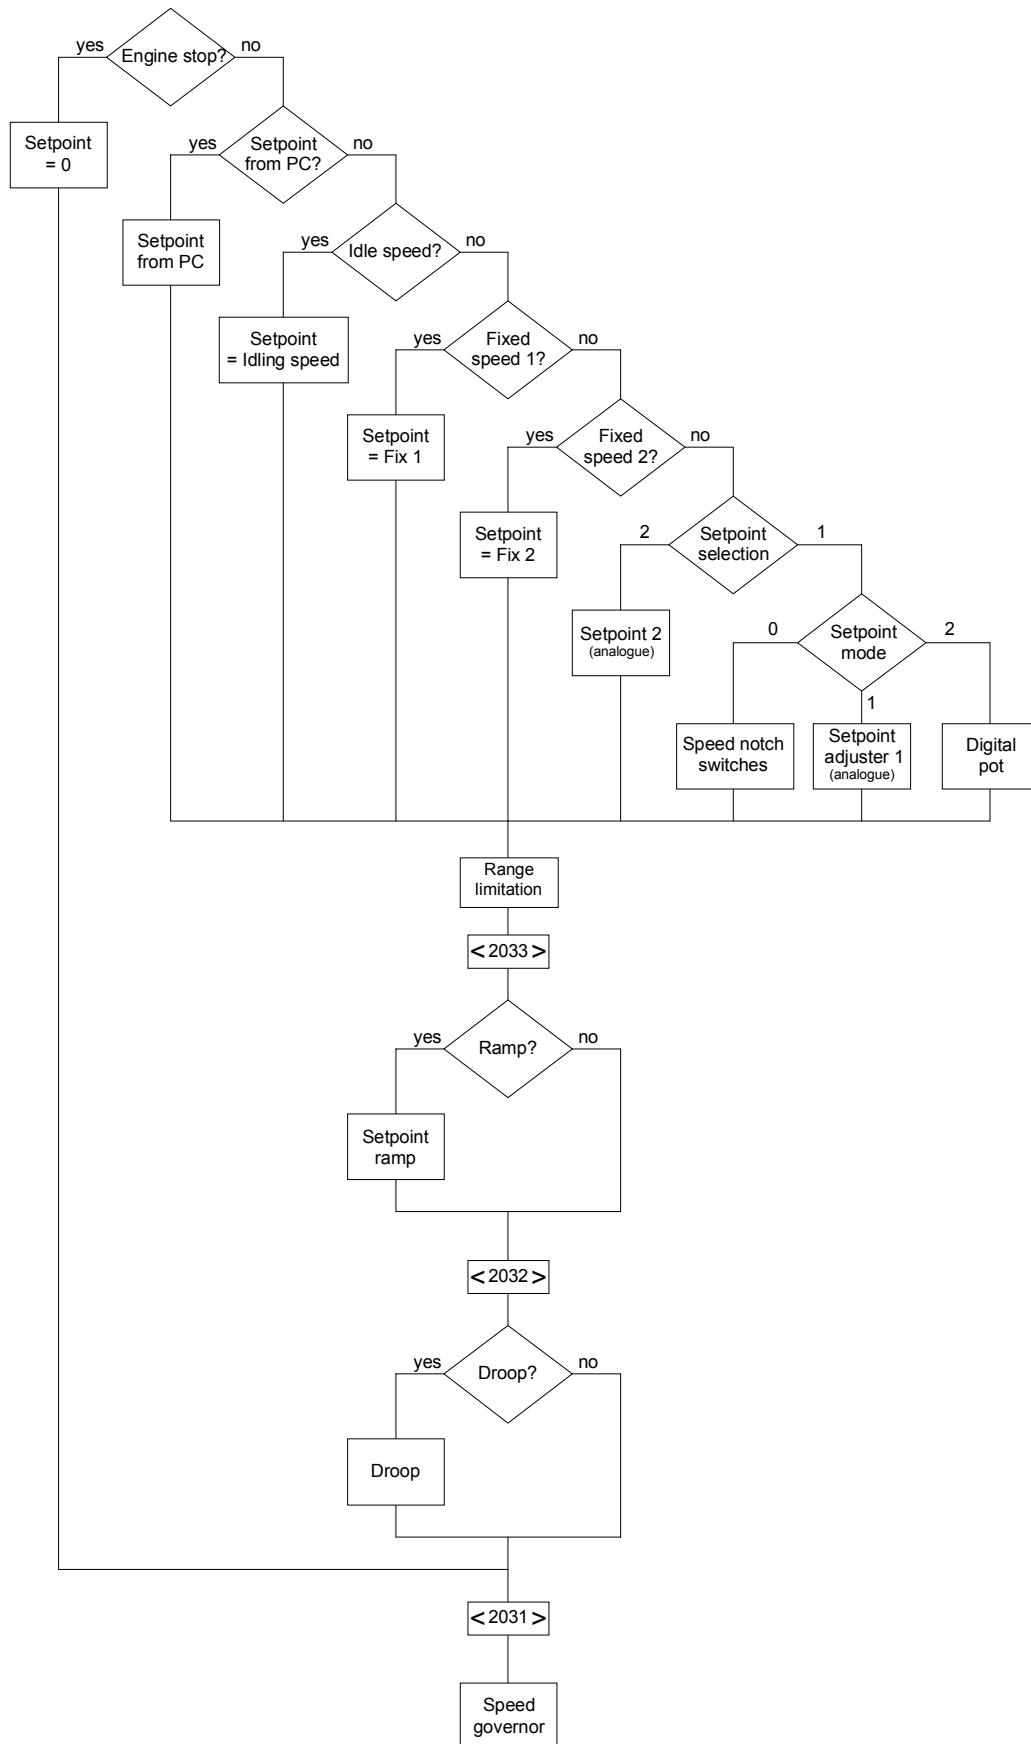 yes
Engine stop?
no
Setpoint
= 0
yes
Setpoint
from PC?
no
Setpoint
from PC
yes
Idle speed?
no
Setpoint
= Idling speed
yes
Fixed
speed 1?
no
Setpoint
= Fix 1
yes
Fixed
speed 2?
no
Setpoint
= Fix 2
2
Setpoint
selection
1
Setpoint 2
(analogue)
0
Setpoint
mode
2
1
Speed notch
switches
Setpoint
adjuster 1
(analogue)
Digital
pot
Range
limitation
<2033>
yes
Ramp?
no
Setpoint
ramp
<2032>
yes
Droop?
no
Droop
<2031>
Speed
governor